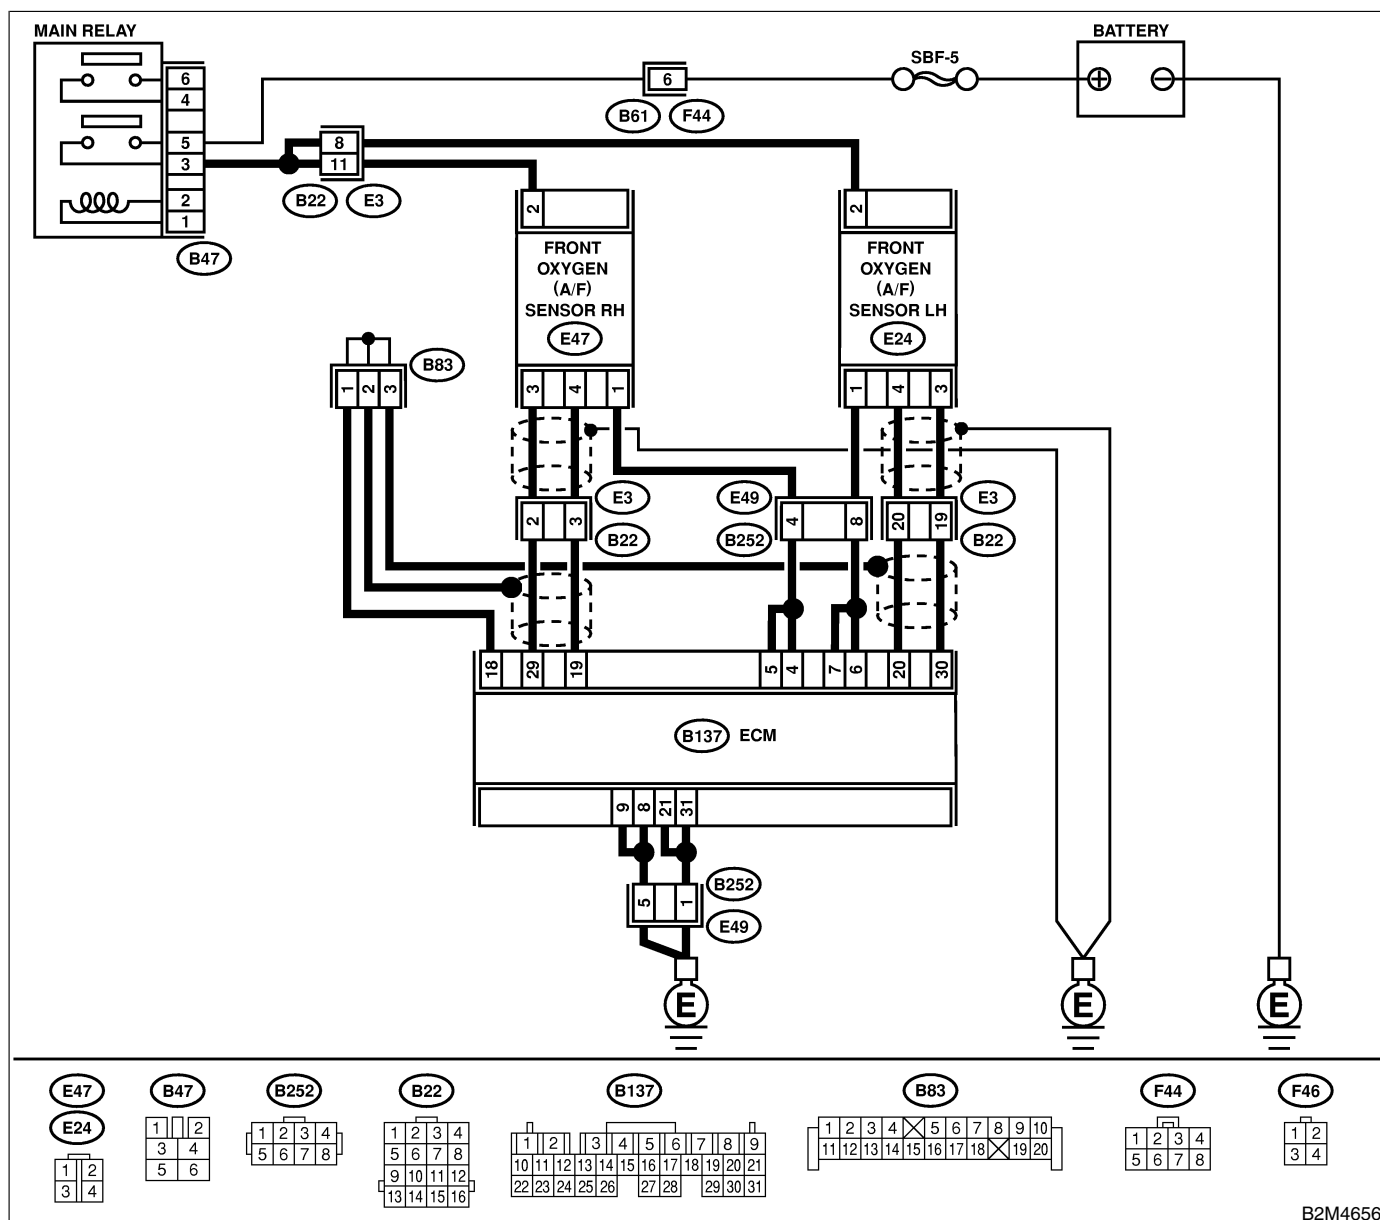 MAIN RELAY
BATTERY
SBF-5
6
4
5
3
2
1
B47
6
B61 F44
8
11
B22 E3
2
FRONT
OXYGEN
(A/F)
SENSOR RH
E47
3 4 1
2
FRONT
OXYGEN
(A/F)
SENSOR LH
E24
1 4 3
B83
1 2 3
E3
2 3
B22
E49
4 8
B252
E3
20 19
B22
18 29 19 5 4 7 6 20 30
B137 ECM
9 8 21 31
B252
5 1
E49
E E E
E47 B47 B252 B22 B137 B83 F44 F46
E24
1 2
3 4
1 2
3 4
5 6
1 2 3 4
5 6 7 8
1 2 3 4
5 6 7 8
9 10 11 12
13 14 15 16
1 2 3 4 5 6 7 8 9
10 11 12 13 14 15 16 17 18 19 20 21
22 23 24 25 26 27 28 29 30 31
1 2 3 4 5 6 7 8 9 10
11 12 13 14 15 16 17 18 19 20
1 2 3 4
5 6 7 8
1 2
3 4
B2M4656